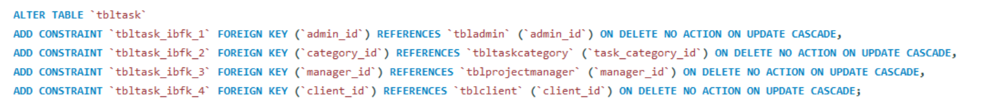 ALTER TABLE `tbltask`
ADD CONSTRAINT `tbltask_ibfk_1` FOREIGN KEY (`admin_id`) REFERENCES `tbladmin` (`admin_id`) ON DELETE NO ACTION ON UPDATE CASCADE,
ADD CONSTRAINT `tbltask_ibfk_2` FOREIGN KEY (`category_id`) REFERENCES `tbltaskcategory` (`task_category_id`) ON DELETE NO ACTION ON UPDATE CASCADE,
ADD CONSTRAINT `tbltask_ibfk_3` FOREIGN KEY (`manager_id`) REFERENCES `tblprojectmanager` (`manager_id`) ON DELETE NO ACTION ON UPDATE CASCADE,
ADD CONSTRAINT `tbltask_ibfk_4` FOREIGN KEY (`client_id`) REFERENCES `tblclient` (`client_id`) ON DELETE NO ACTION ON UPDATE CASCADE;